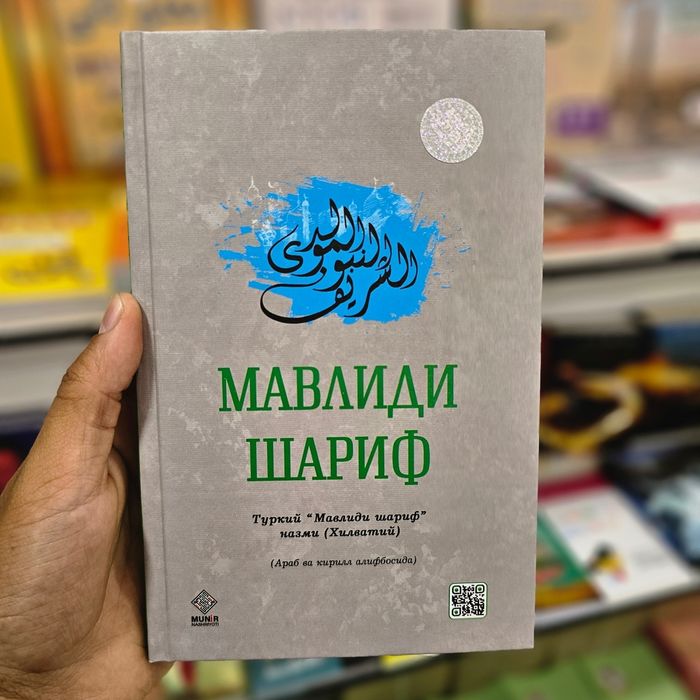 المولد النبوي الشريف
МАВЛИДИ
ШАРИФ
Туркий “Мавлиди шариф”
назми (Хилватий)
(Араб ва кирилл алифбосида)
MUNIR
NASHRIYOTI